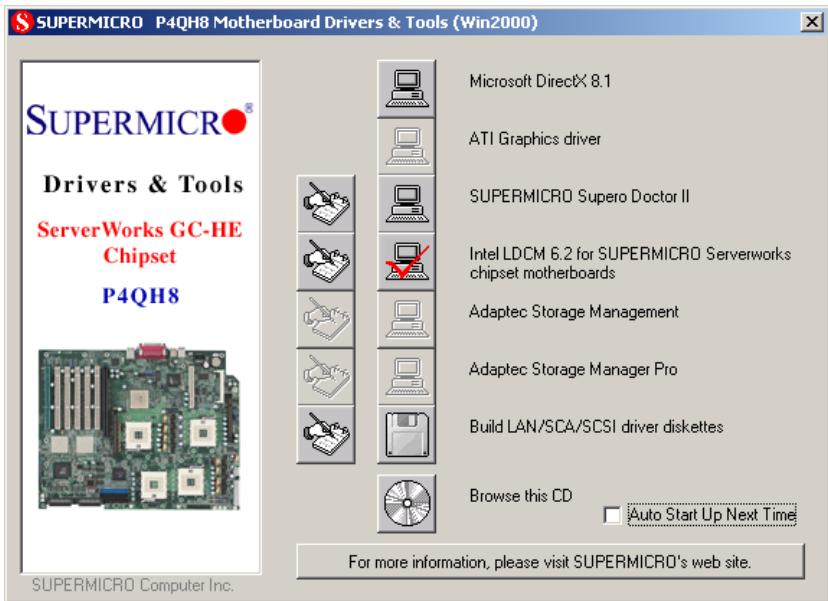 SUPERMICRO P4QH8 Motherboard Drivers & Tools (Win2000)
SUPERMICRO®
Drivers & Tools
ServerWorks GC-HE
Chipset
P4QH8
SUPERMICRO Computer Inc.
Microsoft DirectX 8.1
ATI Graphics driver
SUPERMICRO Supero Doctor II
Intel LDCM 6.2 for SUPERMICRO Serverworks
chipset motherboards
Adaptec Storage Management
Adaptec Storage Manager Pro
Build LAN/SCA/SCSI driver diskettes
Browse this CD
Auto Start Up Next Time
For more information, please visit SUPERMICRO's web site.